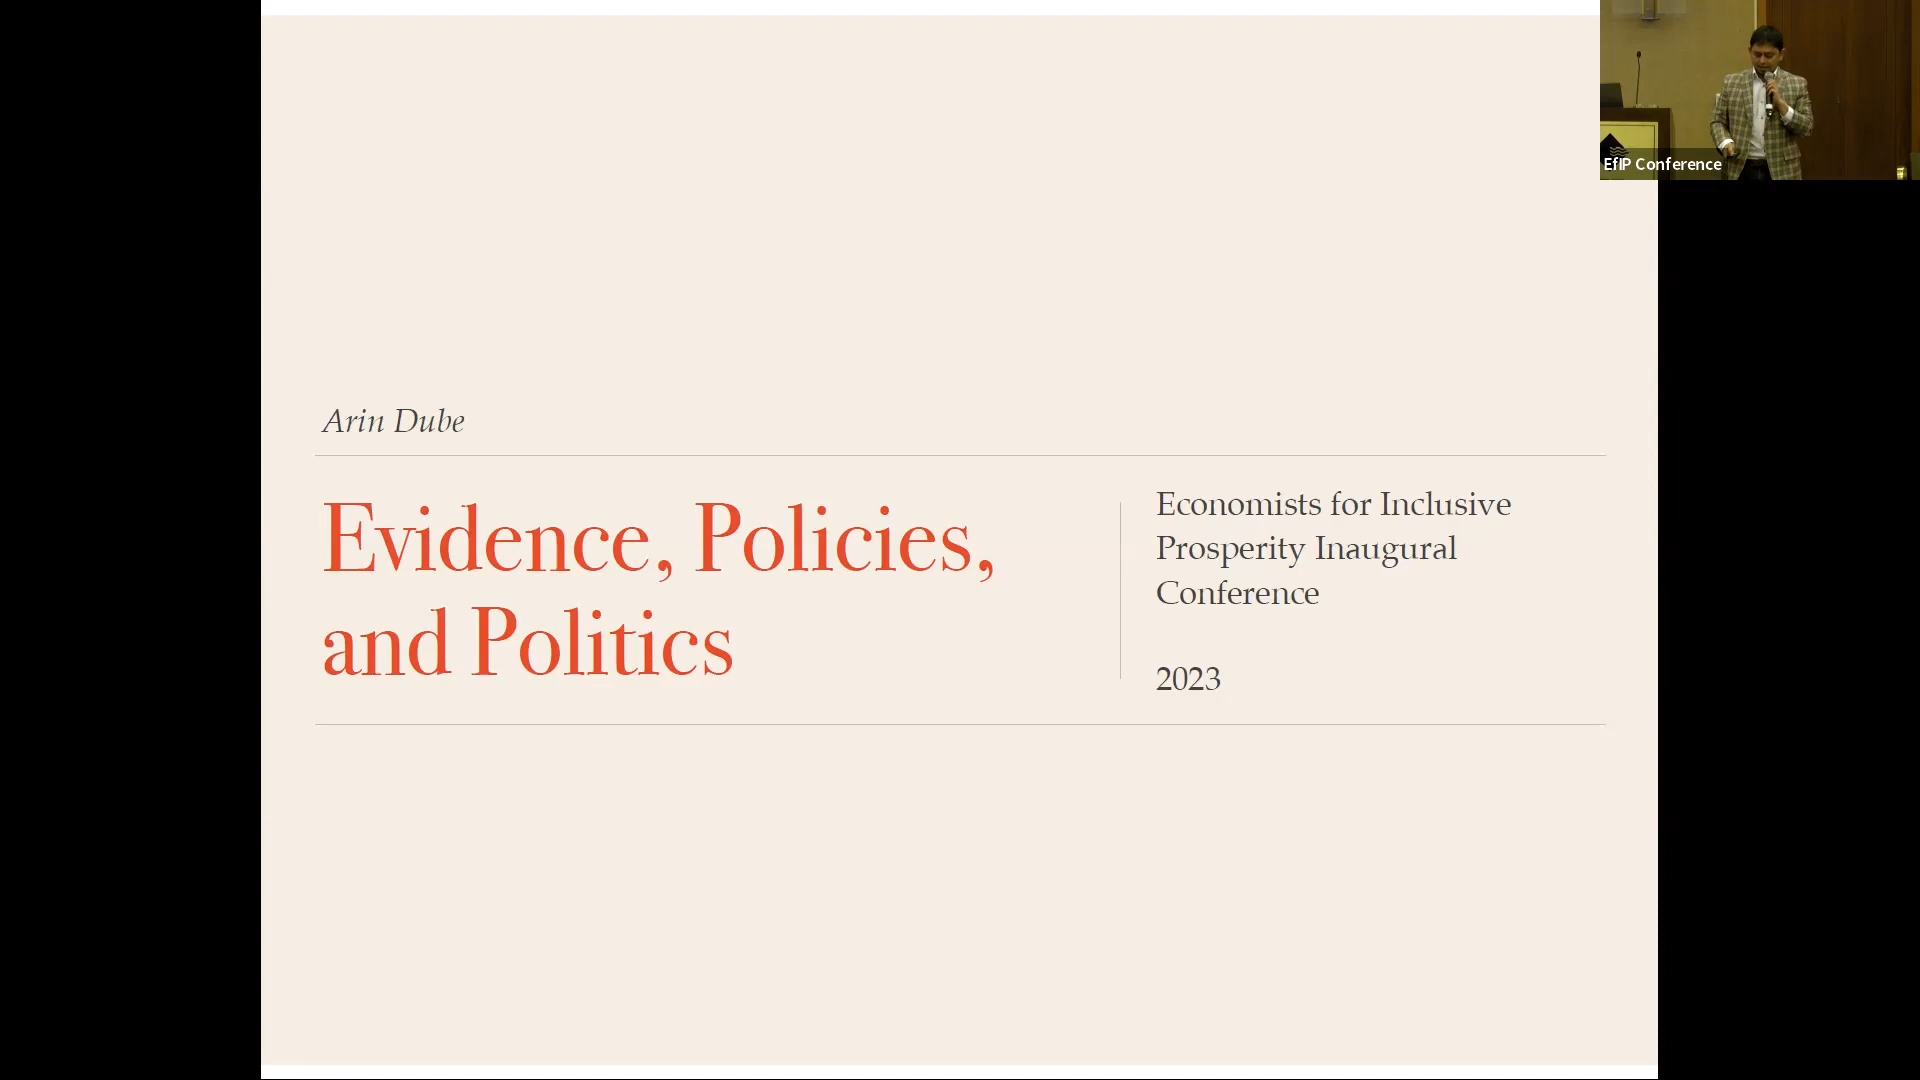 EfIP Conference
Arin Dube
Evidence, Policies,
and Politics
Economists for Inclusive
Prosperity Inaugural
Conference
2023